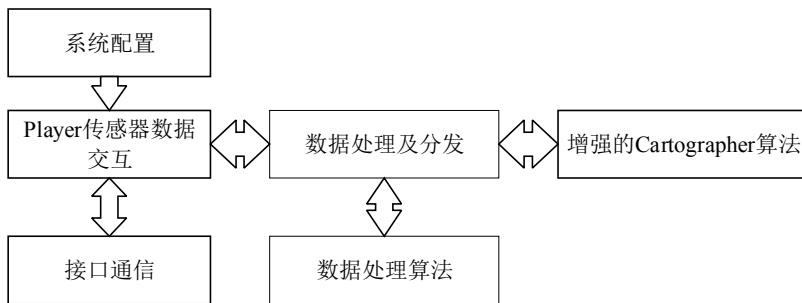 系统配置
Player传感器数据
交互
数据处理及分发
增强的Cartographer算法
接口通信
数据处理算法